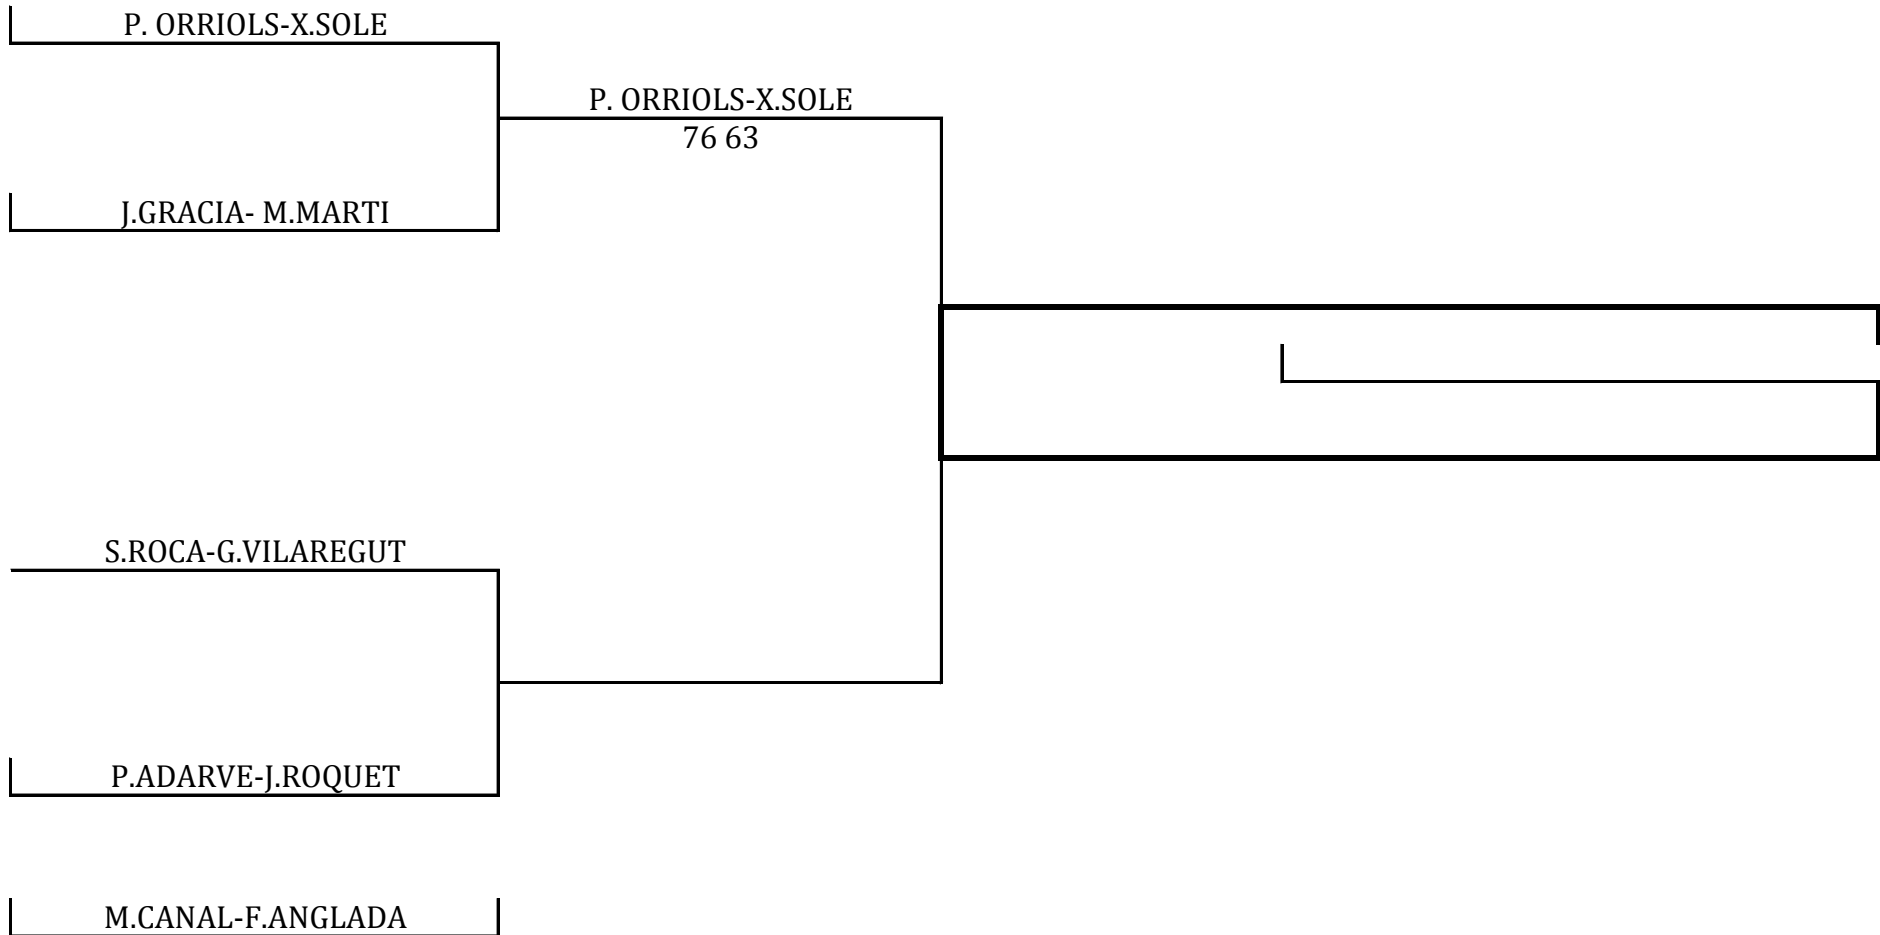 P. ORRIOLS-X.SOLE
P. ORRIOLS-X.SOLE
76 63
J.GRACIA- M.MARTI
S.ROCA-G.VILAREGUT
P.ADARVE-J.ROQUET
M.CANAL-F.ANGLADA